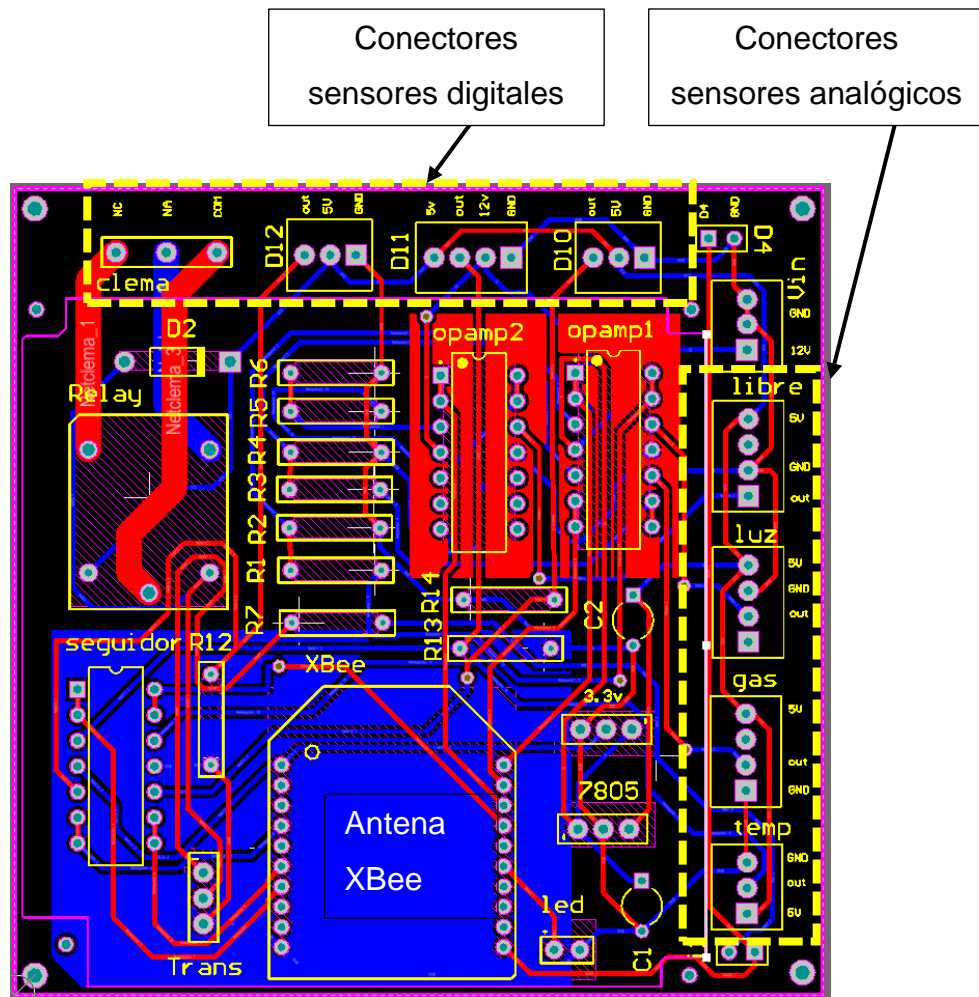 Conectores
sensores digitales
Conectores
sensores analógicos
NC
NA
COM
out
5V
GND
5v
out
12v
GND
out
5V
GND
D4
GND
D12
D11
D10
D4
clema
Vin
GND
12V
D2
opamp2
opamp1
Netclema_1
Netclema_3
Relay
R6
R5
R4
R3
R2
R1
R7
libre
5V
GND
out
luz
5V
GND
out
R14
R13
C2
seguidor
R12
XBee
3.3v
gas
5V
out
GND
7805
Antena
XBee
temp
GND
out
led
C1
Trans